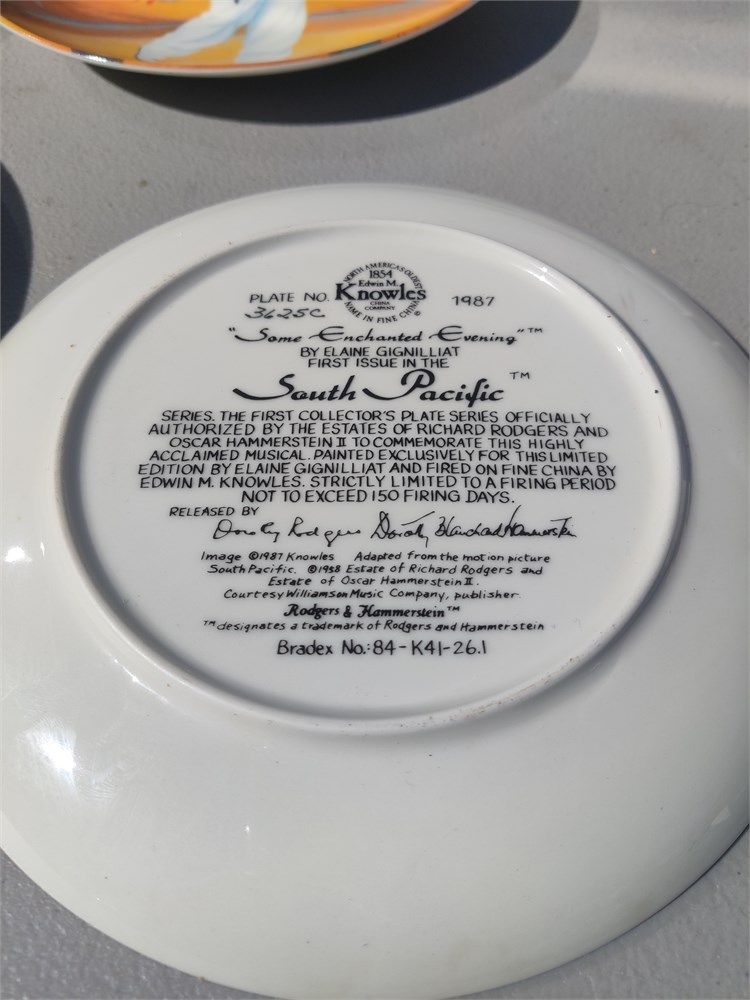 NORTH AMERICA'S OLDEST
1854
Edwin M.
Knowles
CHINA
COMPANY
NAME IN FINE CHINA
®
PLATE NO.
3625C
1987
"Some Enchanted Evening"™
BY ELAINE GIGNILLIAT
FIRST ISSUE IN THE
South Pacific™
SERIES. THE FIRST COLLECTOR'S PLATE SERIES OFFICIALLY
AUTHORIZED BY THE ESTATES OF RICHARD RODGERS AND
OSCAR HAMMERSTEIN II TO COMMEMORATE THIS HIGHLY
ACCLAIMED MUSICAL. PAINTED EXCLUSIVELY FOR THIS LIMITED
EDITION BY ELAINE GIGNILLIAT AND FIRED ON FINE CHINA BY
EDWIN M. KNOWLES. STRICTLY LIMITED TO A FIRING PERIOD
NOT TO EXCEED 150 FIRING DAYS.
RELEASED BY
Dorothy Rodgers Dorothy Blanchard Hammerstein
Image ©1987 Knowles Adapted from the motion picture
South Pacific. ©1958 Estate of Richard Rodgers and
Estate of Oscar Hammerstein II.
Courtesy Williamson Music Company, publisher
Rodgers & Hammerstein™
™designates a trademark of Rodgers and Hammerstein
Bradex No.:84-K41-26.1